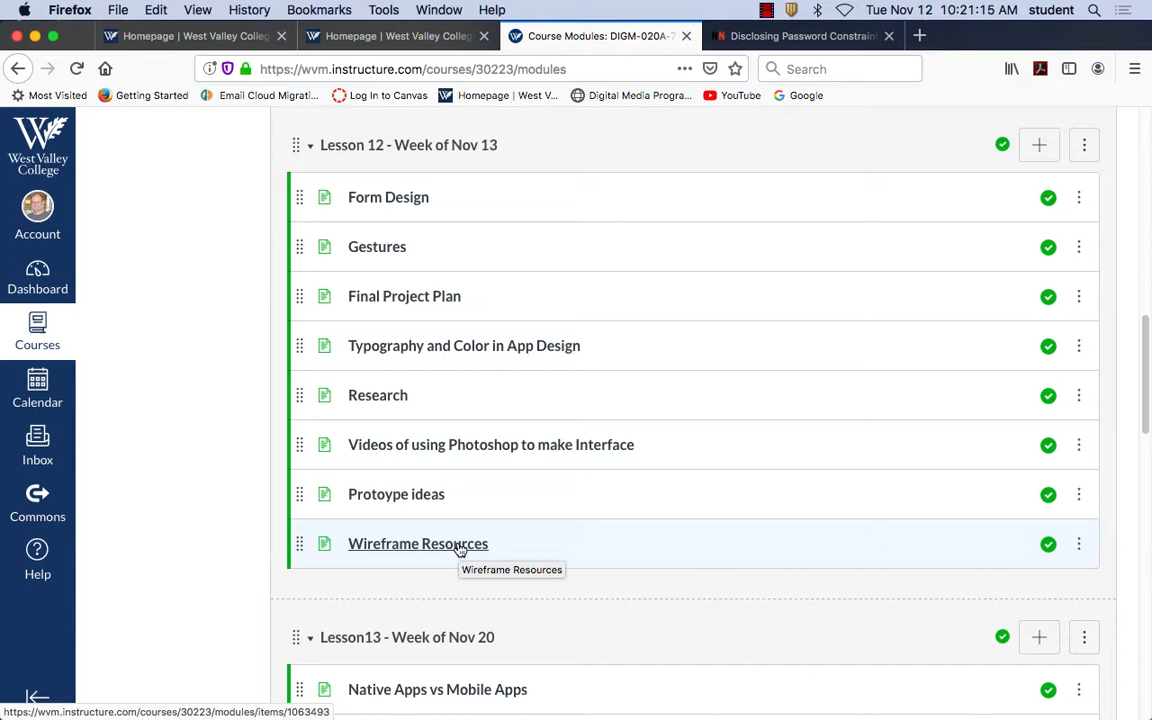 Firefox File Edit View History Bookmarks Tools Window Help Tue Nov 12 10:21:15 AM student
Homepage | West Valley Colleg Homepage | West Valley Colleg Course Modules: DIGM-020A-7 Disclosing Password Constraint
https://wvm.instructure.com/courses/30223/modules Search
Most Visited Getting Started Email Cloud Migrati... Log In to Canvas Homepage | West V... Digital Media Progra... YouTube Google
West Valley College
Account
Dashboard
Courses
Calendar
Inbox
Commons
Help
Lesson 12 - Week of Nov 13
Form Design
Gestures
Final Project Plan
Typography and Color in App Design
Research
Videos of using Photoshop to make Interface
Protoype ideas
Wireframe Resources
Wireframe Resources
Lesson13 - Week of Nov 20
Native Apps vs Mobile Apps
https://wvm.instructure.com/courses/30223/modules/items/1063493